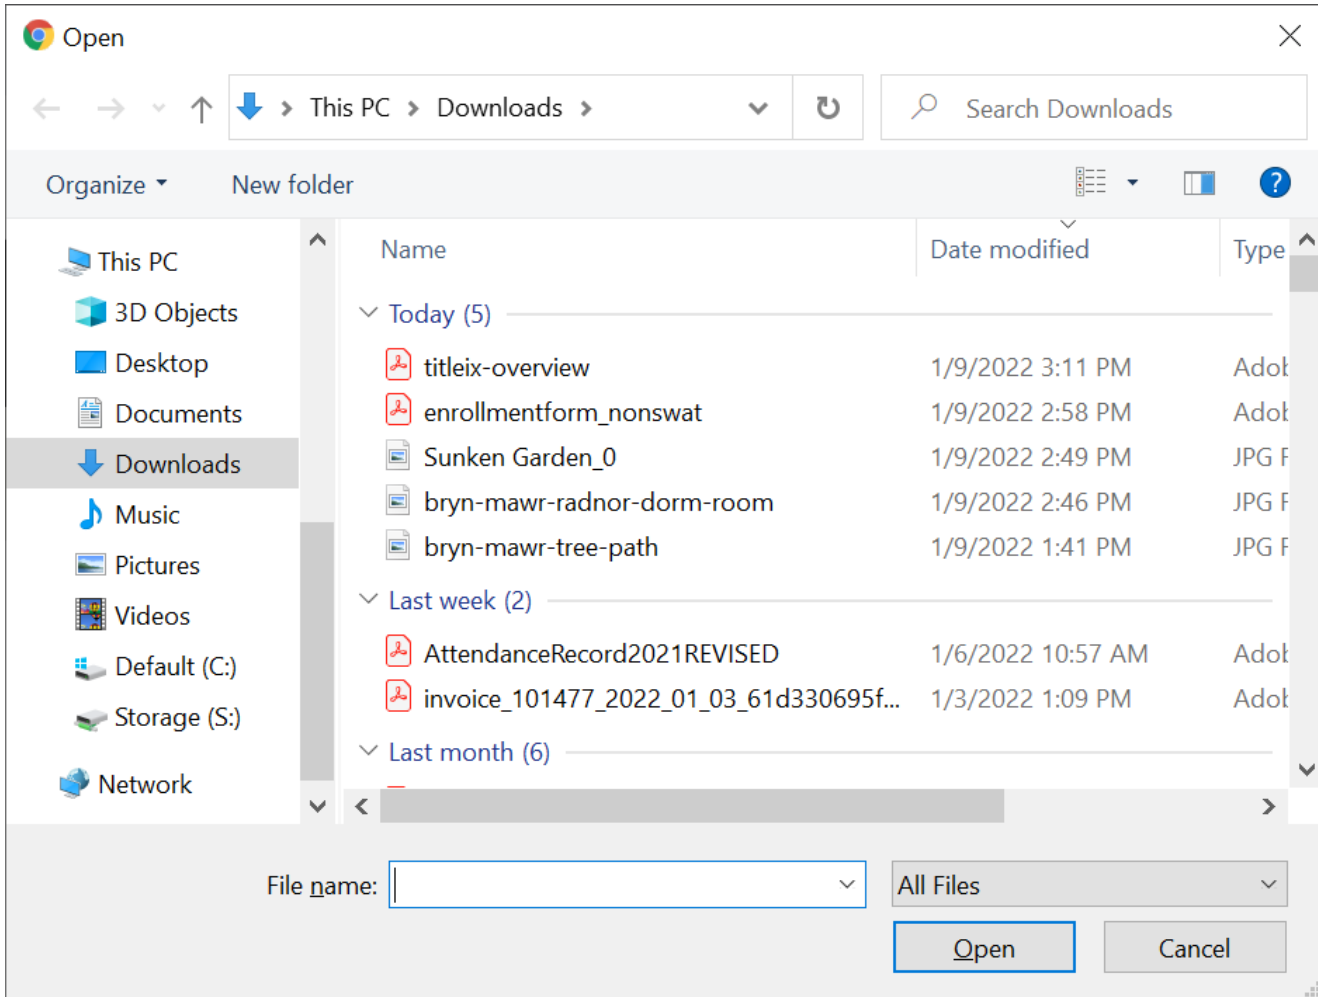 Open
This PC > Downloads >
Search Downloads
Organize
New folder
?
This PC
3D Objects
Desktop
Documents
Downloads
Music
Pictures
Videos
Default (C:)
Storage (S:)
Network
Name Date modified Type
Today (5)
titleix-overview 1/9/2022 3:11 PM Adob
enrollmentform_nonswat 1/9/2022 2:58 PM Adob
Sunken Garden_0 1/9/2022 2:49 PM JPG F
bryn-mawr-radnor-dorm-room 1/9/2022 2:46 PM JPG F
bryn-mawr-tree-path 1/9/2022 1:41 PM JPG F
Last week (2)
AttendanceRecord2021REVISED 1/6/2022 10:57 AM Adob
invoice_101477_2022_01_03_61d330695f... 1/3/2022 1:09 PM Adob
Last month (6)
File name:
All Files
Open
Cancel